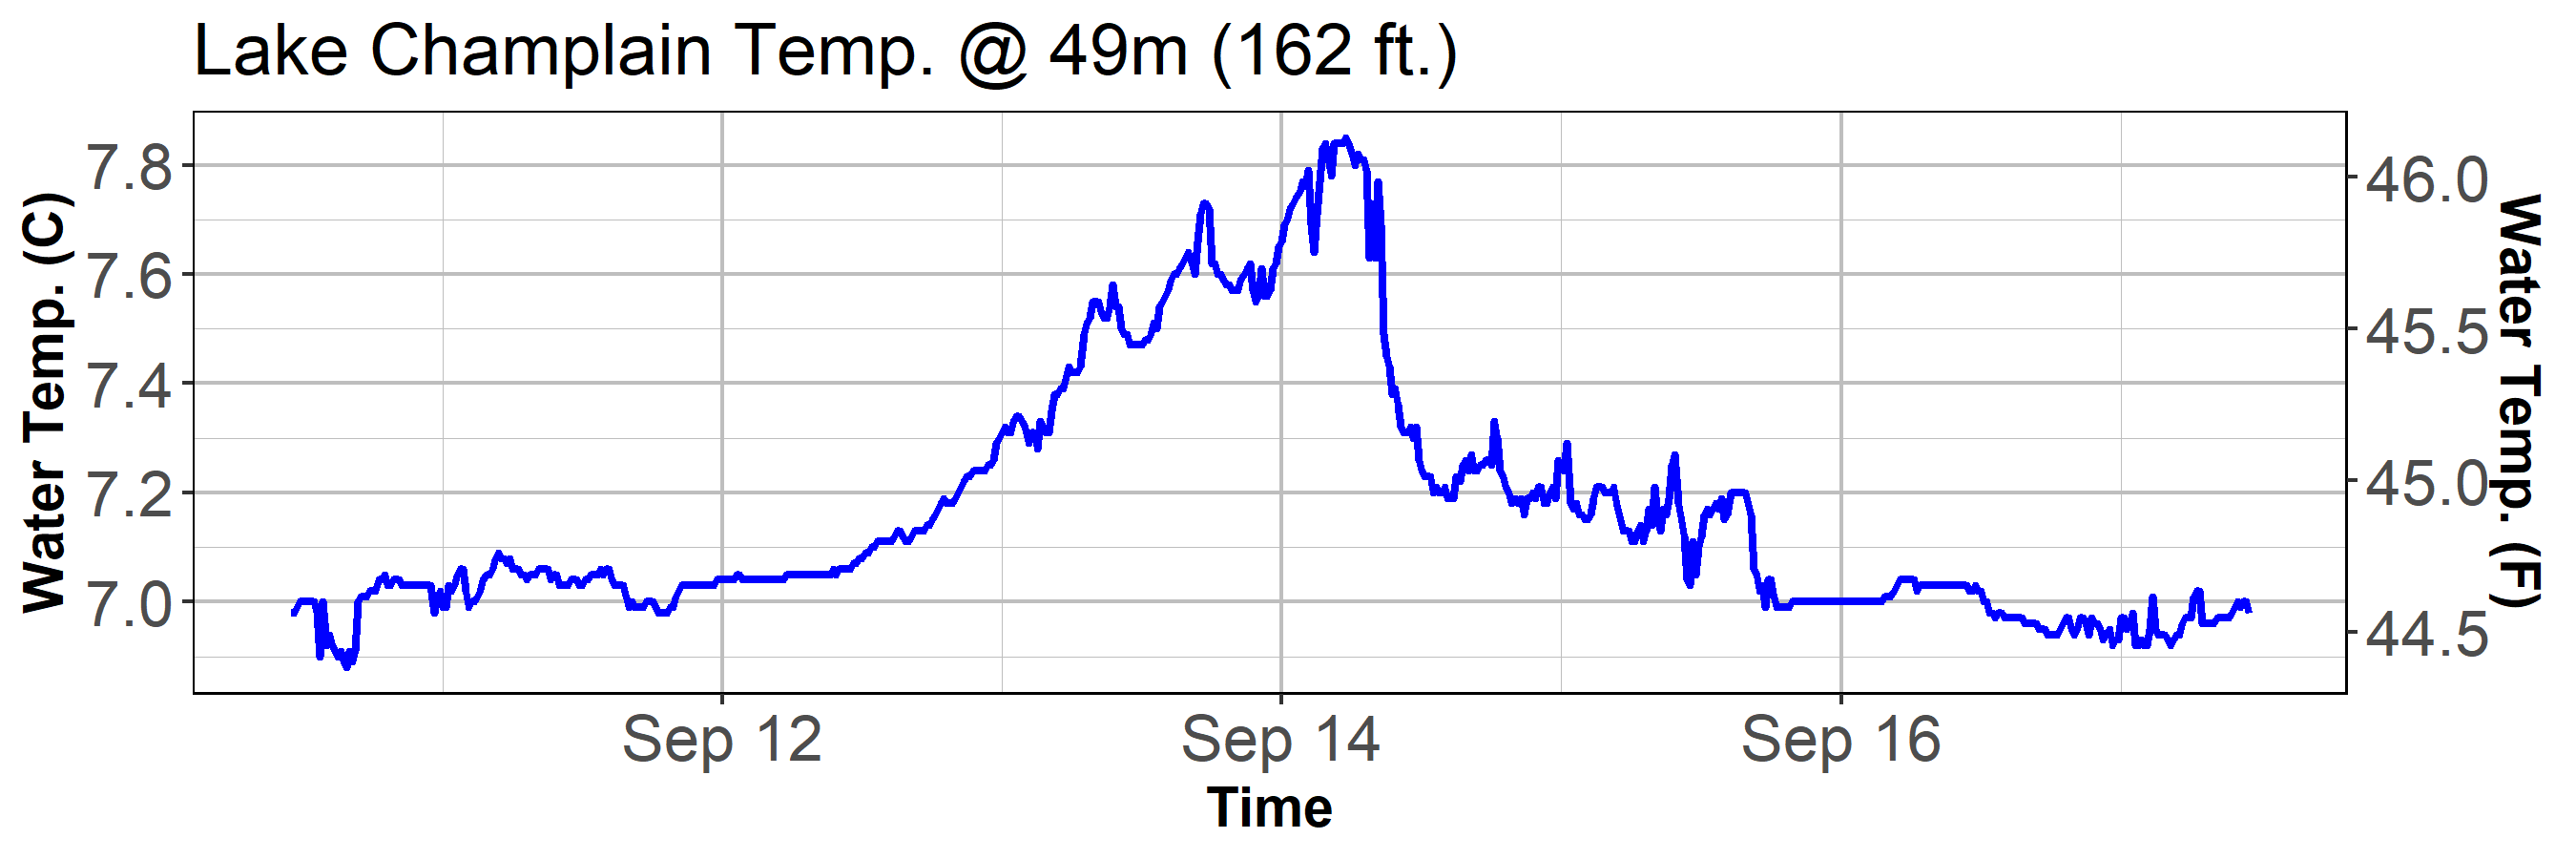 Lake Champlain Temp. @ 49m (162 ft.)
Water Temp. (C)
7.8
7.6
7.4
7.2
7.0
46.0
45.5
45.0
44.5
Water Temp. (F)
Sep 12
Sep 14
Sep 16
Time